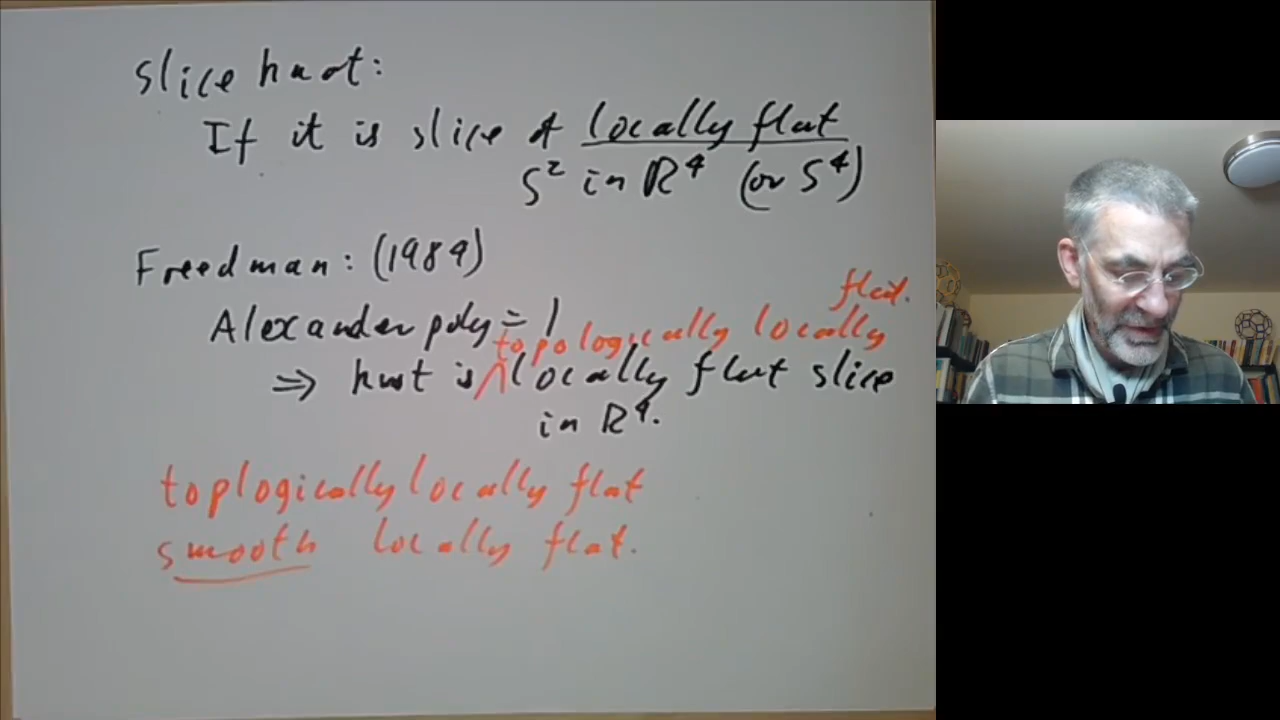 slice knot:
If it is slice of locally flat
S² in R⁴ (or S⁴)
Freedman: (1984)
flat.
Alexander poly = 1 topologically locally
⇒ knot is ∧ locally flat slice
in R⁴.
toplogically locally flat
smooth locally flat.